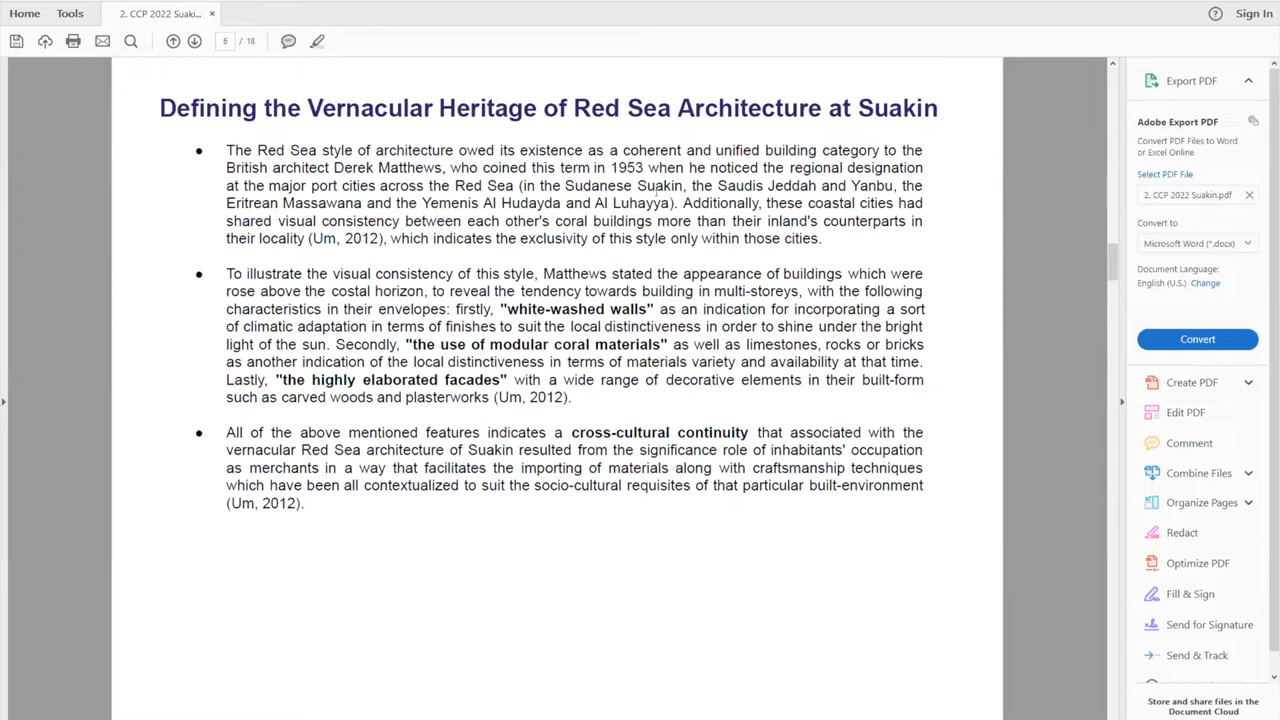 Home
Tools
2. CCP 2022 Suaki...
×
Sign In
6 / 18
Defining the Vernacular Heritage of Red Sea Architecture at Suakin
● The Red Sea style of architecture owed its existence as a coherent and unified building category to the
British architect Derek Matthews, who coined this term in 1953 when he noticed the regional designation
at the major port cities across the Red Sea (in the Sudanese Suakin, the Saudis Jeddah and Yanbu, the
Eritrean Massawana and the Yemenis Al Hudayda and Al Luhayya). Additionally, these coastal cities had
shared visual consistency between each other's coral buildings more than their inland's counterparts in
their locality (Um, 2012), which indicates the exclusivity of this style only within those cities.
● To illustrate the visual consistency of this style, Matthews stated the appearance of buildings which were
rose above the costal horizon, to reveal the tendency towards building in multi-storeys, with the following
characteristics in their envelopes: firstly, "white-washed walls" as an indication for incorporating a sort
of climatic adaptation in terms of finishes to suit the local distinctiveness in order to shine under the bright
light of the sun. Secondly, "the use of modular coral materials" as well as limestones, rocks or bricks
as another indication of the local distinctiveness in terms of materials variety and availability at that time.
Lastly, "the highly elaborated facades" with a wide range of decorative elements in their built-form
such as carved woods and plasterworks (Um, 2012).
● All of the above mentioned features indicates a cross-cultural continuity that associated with the
vernacular Red Sea architecture of Suakin resulted from the significance role of inhabitants' occupation
as merchants in a way that facilitates the importing of materials along with craftsmanship techniques
which have been all contextualized to suit the socio-cultural requisites of that particular built-environment
(Um, 2012).
Export PDF
Adobe Export PDF
Convert PDF Files to Word
or Excel Online
Select PDF File
2. CCP 2022 Suakin.pdf
Convert to
Microsoft Word (*.docx)
Document Language:
English (U.S.) Change
Convert
Create PDF
Edit PDF
Comment
Combine Files
Organize Pages
Redact
Optimize PDF
Fill & Sign
Send for Signature
Send & Track
Store and share files in the
Document Cloud